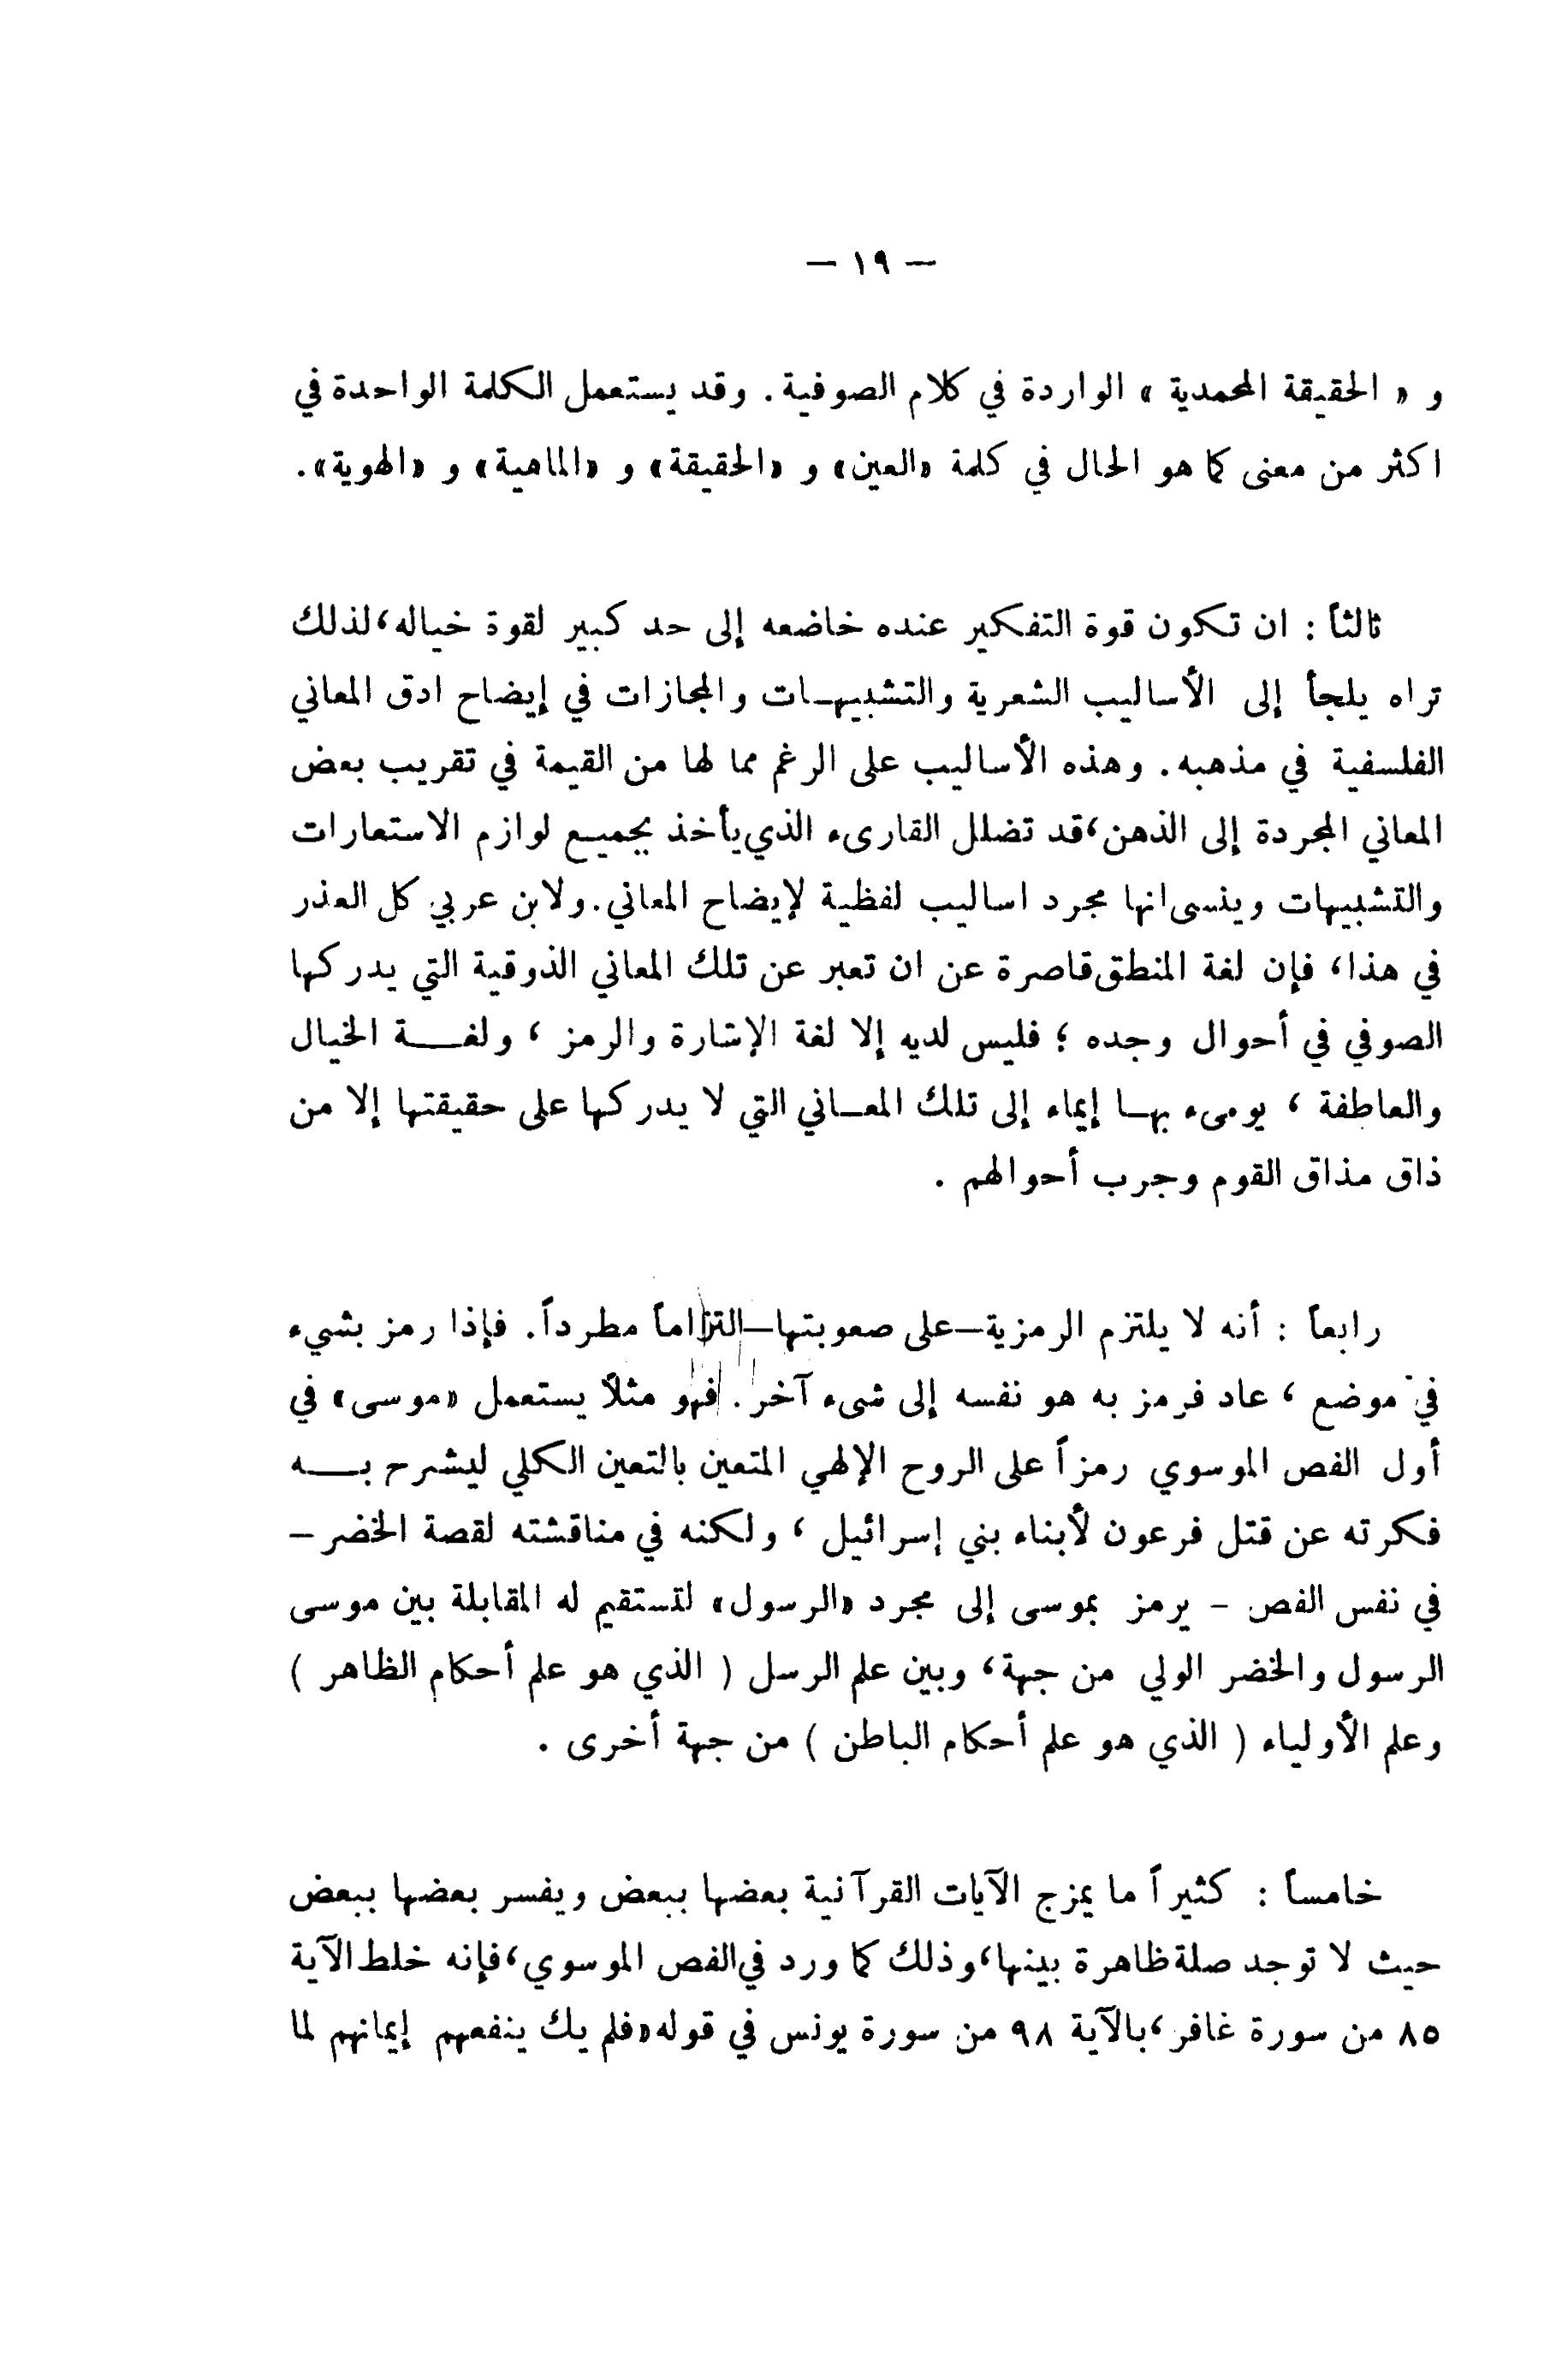 — ١٩ —
و « الحقيقة المحمدية » الواردة في كلام الصوفية . وقد يستعمل الكلمة الواحدة في
اكثر من معنى كما هو الحال في كلمة «العين» و «الحقيقة» و «الماهية» و «الهوية».
ثالثاً : ان تكون قوة التفكير عنده خاضعه إلى حد كبير لقوة خياله، لذلك
تراه يلجأ إلى الأساليب الشعرية والتشبيهات والمجازات في إيضاح ادق المعاني
الفلسفية في مذهبه . وهذه الأساليب على الرغم مما لها من القيمة في تقريب بعض
المعاني المجردة إلى الذهن، قد تضلل القارىء الذي يأخذ بجميع لوازم الاستعارات
والتشبيهات وينسى انها مجرد اساليب لفظية لإيضاح المعاني. ولابن عربي كل العذر
في هذا، فإن لغة المنطق قاصرة عن ان تعبر عن تلك المعاني الذوقية التي يدركها
الصوفي في أحوال وجده ؛ فليس لديه إلا لغة الإشارة والرمز ، ولغة الخيال
والعاطفة ، يومىء بها إيماء إلى تلك المعاني التي لا يدركها على حقيقتها إلا من
ذاق مذاق القوم وجرب أحوالهم .
رابعاً : أنه لا يلتزم الرمزية—على صعوبتها—التزاماً مطرداً. فإذا رمز بشيء
في موضع ، عاد فرمز به هو نفسه إلى شىء آخر . فهو مثلاً يستعمل «موسى» في
أول الفص الموسوي رمزاً على الروح الإلهي المتعين بالتعين الكلي ليشرح به
فكرته عن قتل فرعون لأبناء بني إسرائيل ، ولكنه في مناقشته لقصة الخضر –
في نفس الفص – يرمز بموسى إلى مجرد «الرسول» لتستقيم له المقابلة بين موسى
الرسول والخضر الولي من جهة، وبين علم الرسل ( الذي هو علم أحكام الظاهر )
وعلم الأولياء ( الذي هو علم أحكام الباطن ) من جهة أخرى .
خامساً : كثيراً ما يمزج الآيات القرآنية بعضها ببعض ويفسر بعضها ببعض
حيث لا توجد صلة ظاهرة بينها، وذلك كما ورد في الفص الموسوي، فإنه خلط الآية
٨٥ من سورة غافر، بالآية ٩٨ من سورة يونس في قوله «فلم يك ينفعهم إيمانهم لما